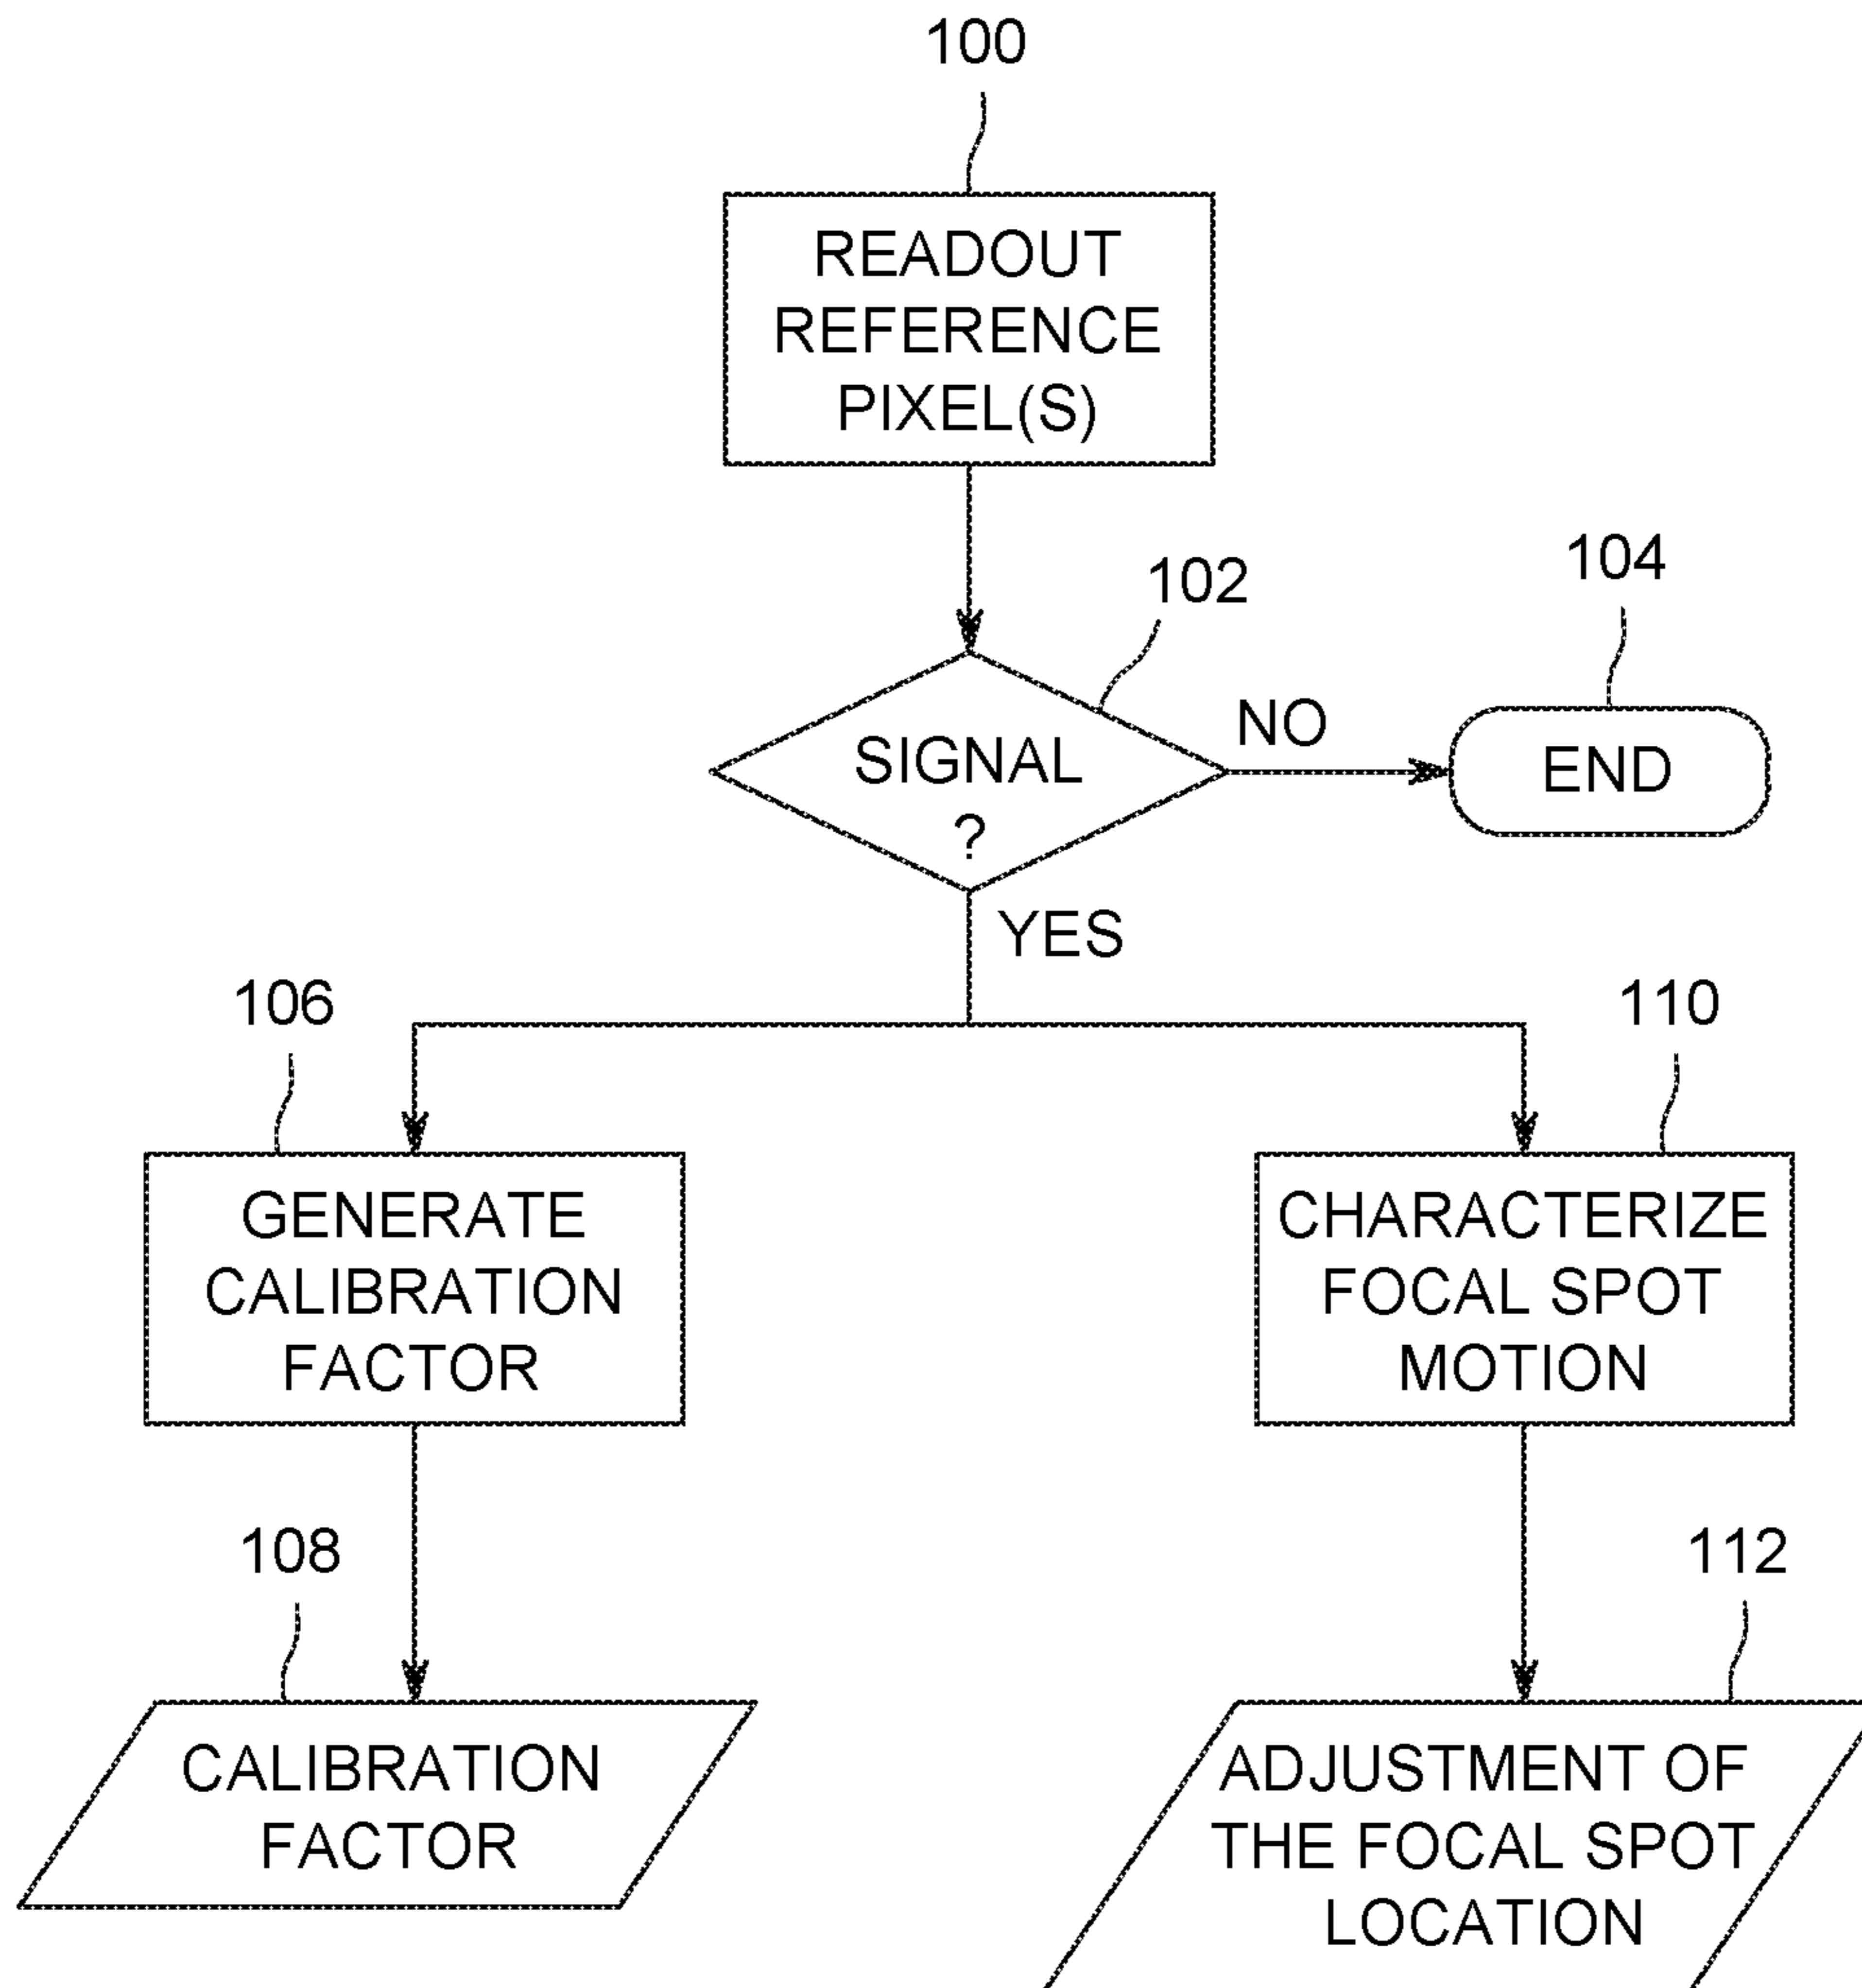 100
READOUT
REFERENCE
PIXEL(S)
102
104
SIGNAL
?
NO
END
YES
106
110
GENERATE
CALIBRATION
FACTOR
CHARACTERIZE
FOCAL SPOT
MOTION
108
112
CALIBRATION
FACTOR
ADJUSTMENT OF
THE FOCAL SPOT
LOCATION